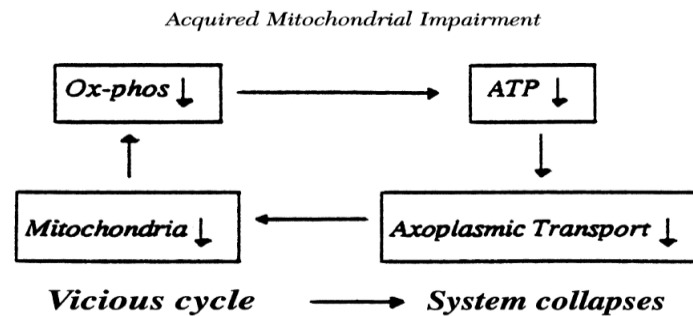 Acquired Mitochondrial Impairment
Ox-phos ↓
ATP ↓
Mitochondria ↓
Axoplasmic Transport ↓
Vicious cycle → System collapses